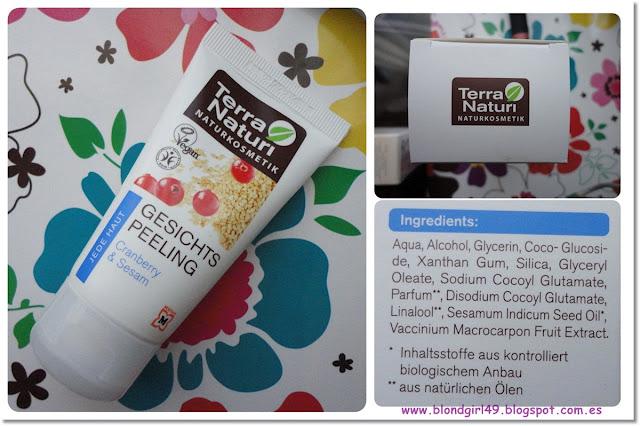 Terra
Naturi
NATURKOSMETIK
Vegan
JEDE HAUT
GESICHTS
PEELING
Cranberry
& Sesam
M
Terra
Naturi
NATURKOSMETIK
Ingredients:
Aqua, Alcohol, Glycerin, Coco- Glucosi-
de, Xanthan Gum, Silica, Glyceryl
Oleate, Sodium Cocoyl Glutamate,
Parfum**, Disodium Cocoyl Glutamate,
Linalool**, Sesamum Indicum Seed Oil*,
Vaccinium Macrocarpon Fruit Extract.
* Inhaltsstoffe aus kontrolliert
biologischem Anbau
** aus natürlichen Ölen
www.blondgirl49.blogspot.com.es